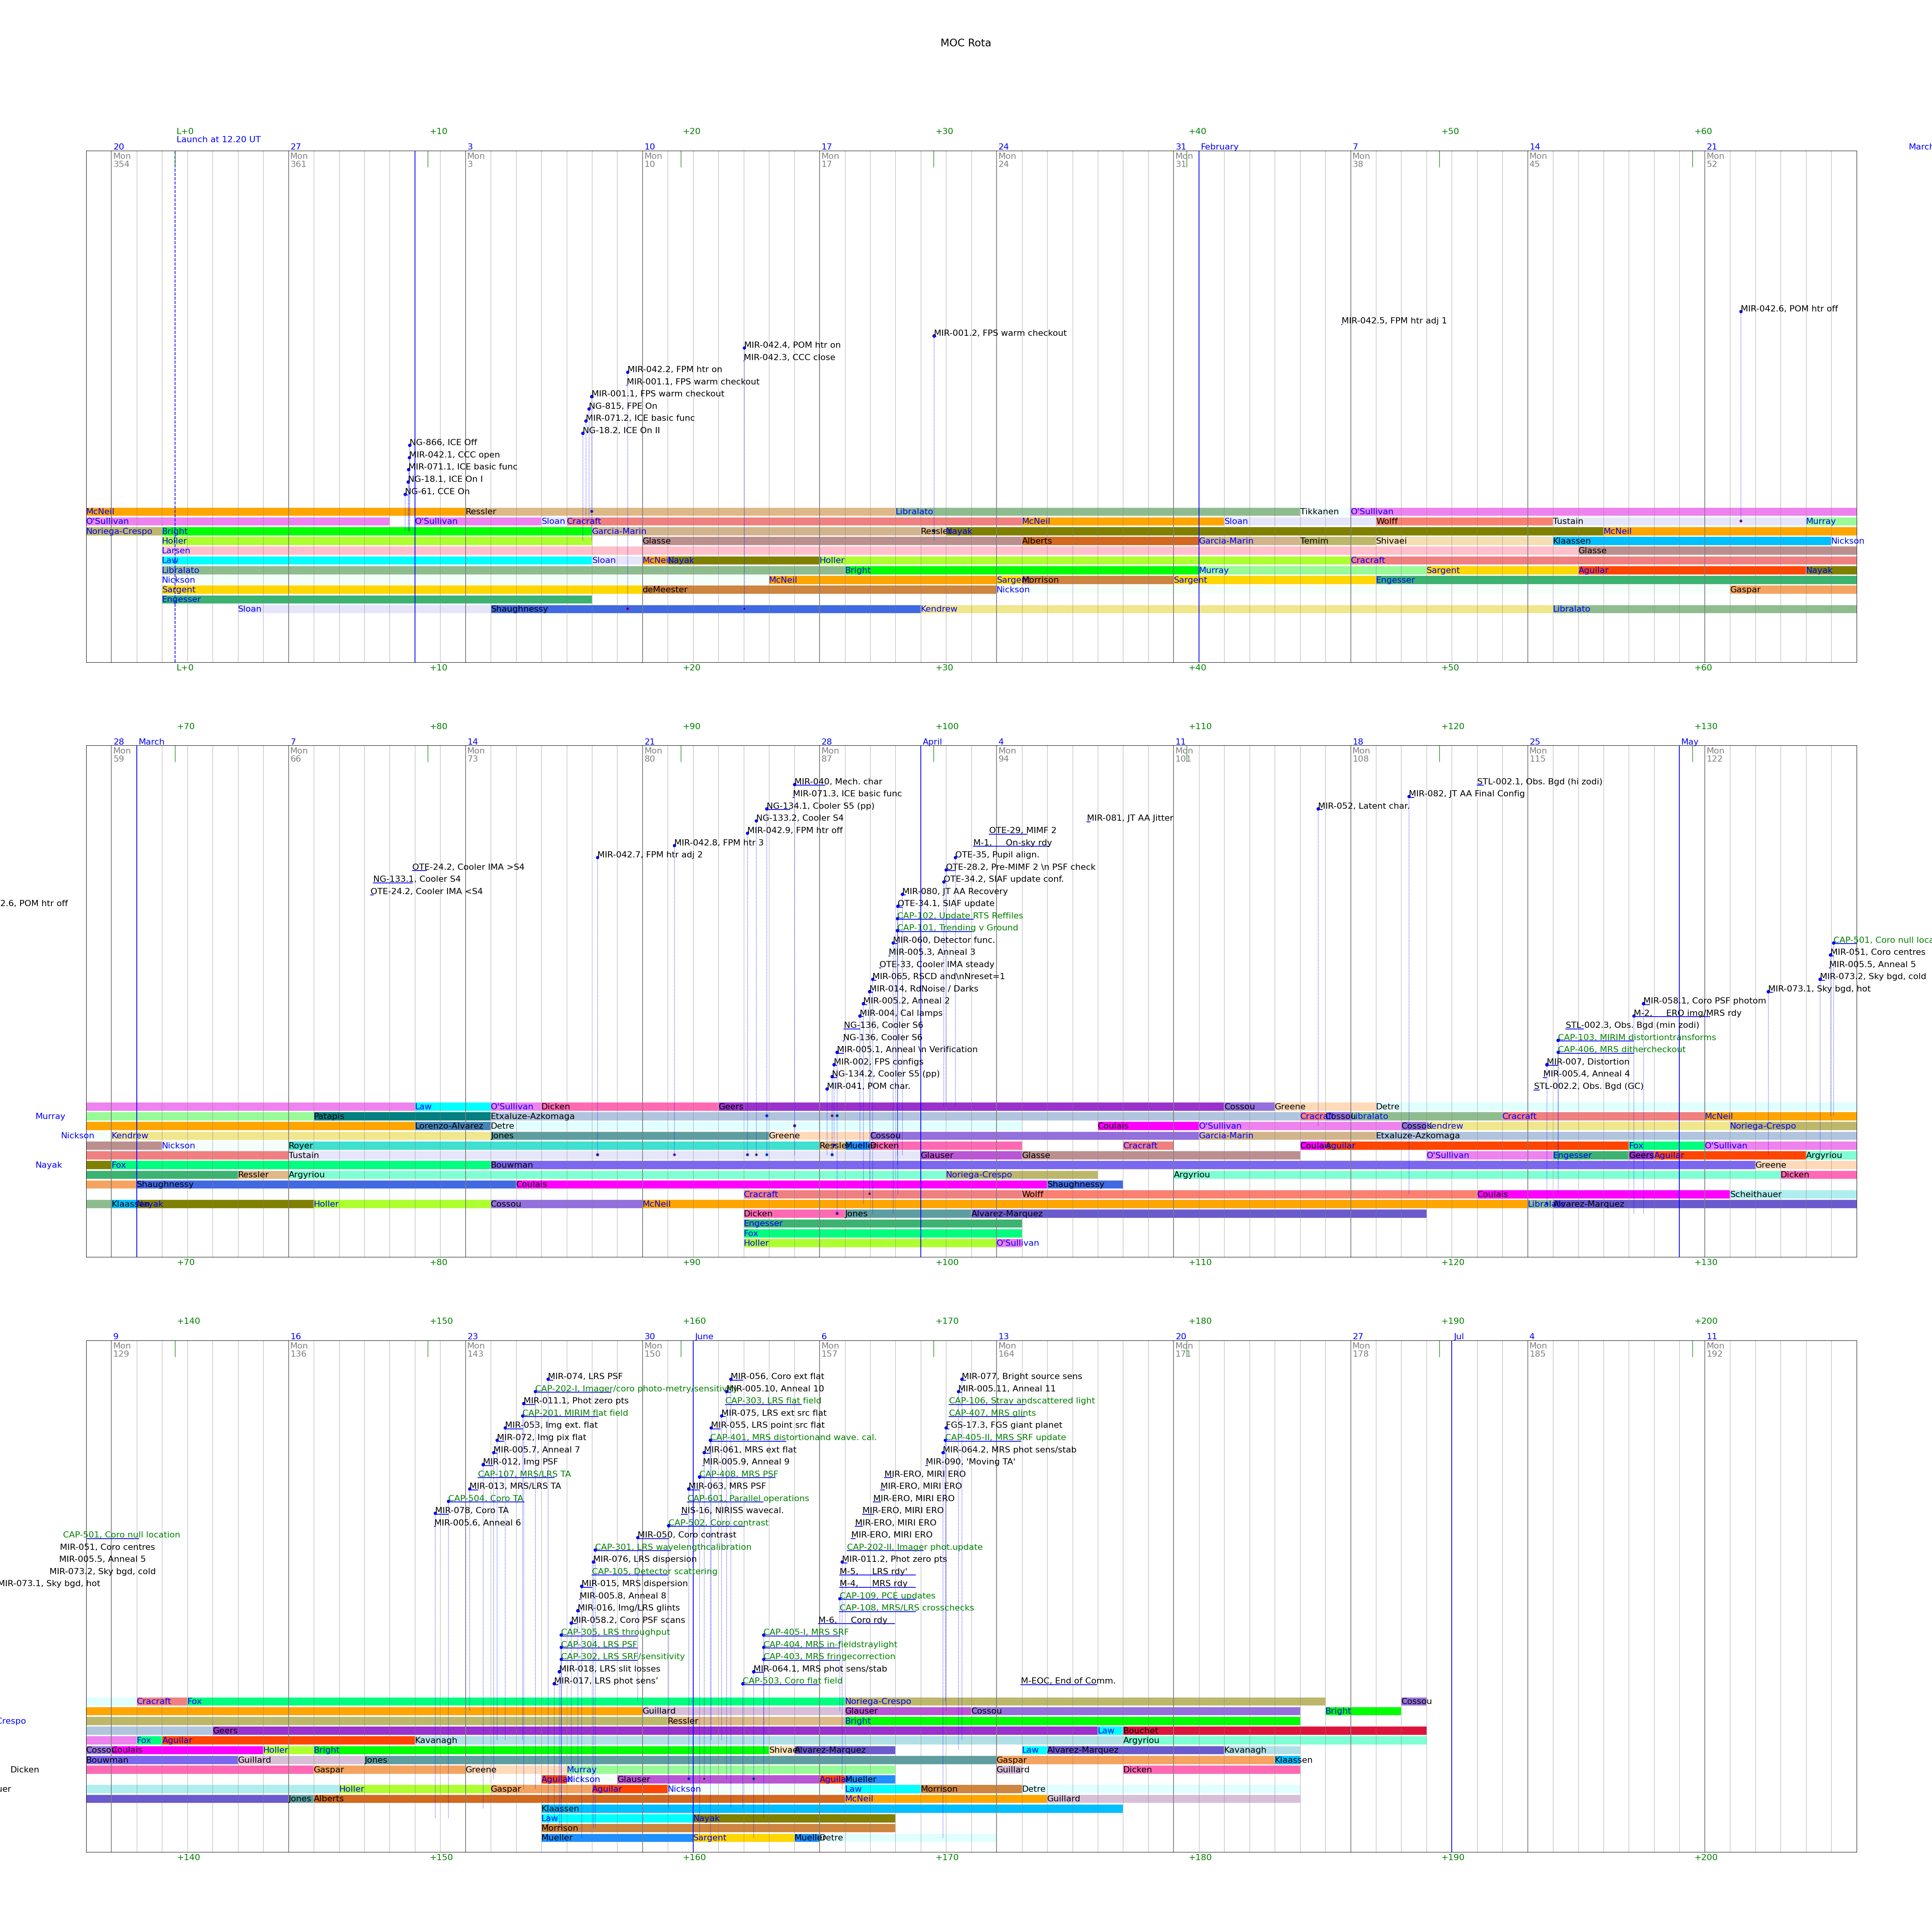 MOC Rota
L+0 +10 +20 +30 +40 +50 +60
Launch at 12.20 UT
20 27 3 10 17 24 31 February 7 14 21 March
Mon Mon Mon Mon Mon Mon Mon Mon Mon Mon
354 361 3 10 17 24 31 38 45 52
MIR-042.6, POM htr off
MIR-042.5, FPM htr adj 1
MIR-001.2, FPS warm checkout
MIR-042.4, POM htr on
MIR-042.3, CCC close
MIR-042.2, FPM htr on
MIR-001.1, FPS warm checkout
MIR-001.1, FPS warm checkout
NG-815, FPE On
MIR-071.2, ICE basic func
NG-18.2, ICE On II
NG-866, ICE Off
MIR-042.1, CCC open
MIR-071.1, ICE basic func
NG-18.1, ICE On I
NG-61, CCE On
McNeil Ressler Libralato Tikkanen O'Sullivan
O'Sullivan O'Sullivan Sloan Cracraft McNeil Sloan Wolff Tustain Murray
Noriega-Crespo Bright Garcia-Marin Ressler Nayak McNeil
Holler Glasse Alberts Garcia-Marin Temim Shivaei Klaassen Nickson
Larsen Glasse
Law Sloan McNeil Nayak Holler Cracraft
Libralato Bright Murray Sargent Aguilar Nayak
Nickson McNeil Sargent Morrison Sargent Engesser
Sargent deMeester Nickson Gaspar
Engesser
Sloan Shaughnessy Kendrew Libralato
L+0 +10 +20 +30 +40 +50 +60
+70 +80 +90 +100 +110 +120 +130
28 March 7 14 21 28 April 4 11 18 25 May
Mon Mon Mon Mon Mon Mon Mon Mon Mon Mon
59 66 73 80 87 94 101 108 115 122
MIR-040, Mech. char STL-002.1, Obs. Bgd (hi zodi)
MIR-071.3, ICE basic func MIR-082, JT AA Final Config
NG-134.1, Cooler S5 (pp) MIR-052, Latent char.
NG-133.2, Cooler S4 MIR-081, JT AA Jitter
MIR-042.9, FPM htr off OTE-29, MIMF 2
MIR-042.8, FPM htr 3 M-1, On-sky rdy
MIR-042.7, FPM htr adj 2 OTE-35, Pupil align.
OTE-24.2, Cooler IMA >S4 OTE-28.2, Pre-MIMF 2 \n PSF check
NG-133.1, Cooler S4 OTE-34.2, SIAF update conf.
OTE-24.2, Cooler IMA <S4 MIR-080, JT AA Recovery
2.6, POM htr off OTE-34.1, SIAF update
CAP-102, Update RTS Reffiles
CAP-101, Trending v Ground
MIR-060, Detector func. CAP-501, Coro null loca
MIR-005.3, Anneal 3 MIR-051, Coro centres
OTE-33, Cooler IMA steady MIR-005.5, Anneal 5
MIR-065, RSCD and\nNreset=1 MIR-073.2, Sky bgd, cold
MIR-014, RdNoise / Darks MIR-073.1, Sky bgd, hot
MIR-005.2, Anneal 2 MIR-058.1, Coro PSF photom
MIR-004, Cal lamps M-2, ERO img/MRS rdy
NG-136, Cooler S6 STL-002.3, Obs. Bgd (min zodi)
NG-136, Cooler S6 CAP-103, MIRIM distortiontransforms
MIR-005.1, Anneal \n Verification CAP-406, MRS dithercheckout
MIR-002, FPS configs MIR-007, Distortion
NG-134.2, Cooler S5 (pp) MIR-005.4, Anneal 4
MIR-041, POM char. STL-002.2, Obs. Bgd (GC)
Law O'Sullivan Dicken Geers Cossou Greene Detre
Murray Patapis Etxaluze-Azkomaga Cracraft Cossou Libralato Cracraft McNeil
Lorenzo-Alvarez Detre Coulais O'Sullivan Cossou Kendrew Noriega-Crespo
Nickson Kendrew Jones Greene Cossou Garcia-Marin Etxaluze-Azkomaga
Nickson Royer Ressler Mueller Dicken Cracraft Coulais Aguilar Fox O'Sullivan
Tustain Glauser Glasse O'Sullivan Engesser Geers Aguilar Argyriou
Nayak Fox Bouwman Greene
Ressler Argyriou Noriega-Crespo Argyriou Dicken
Shaughnessy Coulais Shaughnessy
Cracraft Wolff Coulais Scheithauer
Klaassen Nayak Holler Cossou McNeil Libralato Alvarez-Marquez
Dicken Jones Alvarez-Marquez
Engesser
Fox
Holler O'Sullivan
+70 +80 +90 +100 +110 +120 +130
+140 +150 +160 +170 +180 +190 +200
9 16 23 30 June 6 13 20 27 Jul 4 11
Mon Mon Mon Mon Mon Mon Mon Mon Mon Mon
129 136 143 150 157 164 171 178 185 192
MIR-074, LRS PSF MIR-056, Coro ext flat MIR-077, Bright source sens
CAP-202-I, Imager/coro photo-metry/sensitivity MIR-005.10, Anneal 10 MIR-005.11, Anneal 11
MIR-011.1, Phot zero pts CAP-303, LRS flat field CAP-106, Stray andscattered light
CAP-201, MIRIM flat field MIR-075, LRS ext src flat CAP-407, MRS glints
MIR-053, Img ext. flat MIR-055, LRS point src flat FGS-17.3, FGS giant planet
MIR-072, Img pix flat CAP-401, MRS distortionand wave. cal. CAP-405-II, MRS SRF update
MIR-005.7, Anneal 7 MIR-061, MRS ext flat MIR-064.2, MRS phot sens/stab
MIR-012, Img PSF MIR-005.9, Anneal 9 MIR-090, 'Moving TA'
CAP-107, MRS/LRS TA CAP-408, MRS PSF MIR-ERO, MIRI ERO
MIR-013, MRS/LRS TA MIR-063, MRS PSF MIR-ERO, MIRI ERO
CAP-504, Coro TA CAP-601, Parallel operations MIR-ERO, MIRI ERO
MIR-078, Coro TA NIS-16, NIRISS wavecal. MIR-ERO, MIRI ERO
MIR-005.6, Anneal 6 CAP-502, Coro contrast MIR-ERO, MIRI ERO
CAP-501, Coro null location MIR-050, Coro contrast MIR-ERO, MIRI ERO
MIR-051, Coro centres CAP-301, LRS wavelengthcalibration CAP-202-II, Imager phot.update
MIR-005.5, Anneal 5 MIR-076, LRS dispersion MIR-011.2, Phot zero pts
MIR-073.2, Sky bgd, cold CAP-105, Detector scattering M-5, LRS rdy'
MIR-073.1, Sky bgd, hot MIR-015, MRS dispersion M-4, MRS rdy
MIR-005.8, Anneal 8 CAP-109, PCE updates
MIR-016, Img/LRS glints CAP-108, MRS/LRS crosschecks
MIR-058.2, Coro PSF scans M-6, Coro rdy
CAP-305, LRS throughput CAP-405-I, MRS SRF
CAP-304, LRS PSF CAP-404, MRS in-fieldstraylight
CAP-302, LRS SRF/sensitivity CAP-403, MRS fringecorrection
MIR-018, LRS slit losses MIR-064.1, MRS phot sens/stab
MIR-017, LRS phot sens' CAP-503, Coro flat field M-EOC, End of Comm.
Cracraft Fox Noriega-Crespo Cossou
Guillard Glauser Cossou Bright
Crespo Ressler Bright
Geers Law Bouchet
Fox Aguilar Kavanagh Argyriou
Cossou Coulais Holler Bright Shivaei Alvarez-Marquez Law Alvarez-Marquez Kavanagh
Bouwman Guillard Jones Gaspar Klaassen
Dicken Gaspar Greene Murray Guillard Dicken
Aguilar Nickson Glauser Aguilar Mueller
uer Holler Gaspar Aguilar Nickson Law Morrison Detre
Jones Alberts McNeil Guillard
Klaassen
Law Nayak
Morrison
Mueller Sargent Mueller Detre
+140 +150 +160 +170 +180 +190 +200